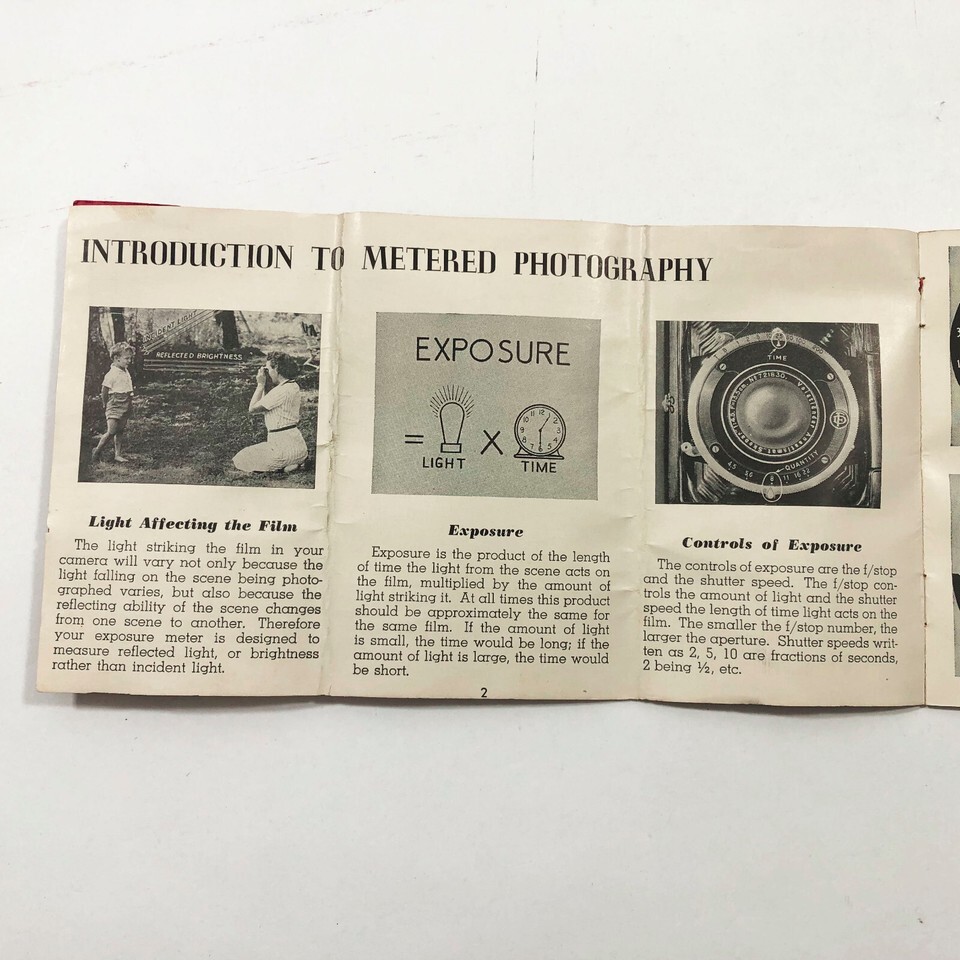 INTRODUCTION TO METERED PHOTOGRAPHY
INCIDENT LIGHT
REFLECTED BRIGHTNESS
Light Affecting the Film
The light striking the film in your
camera will vary not only because the
light falling on the scene being photo-
graphed varies, but also because the
reflecting ability of the scene changes
from one scene to another. Therefore
your exposure meter is designed to
measure reflected light, or brightness
rather than incident light.
EXPOSURE
= LIGHT X TIME
Exposure
Exposure is the product of the length
of time the light from the scene acts on
the film, multiplied by the amount of
light striking it. At all times this product
should be approximately the same for
the same film. If the amount of light
is small, the time would be long; if the
amount of light is large, the time would
be short.
2
TIME
QUANTITY
4,5 5,6 8 11 16 22
Controls of Exposure
The controls of exposure are the f/stop
and the shutter speed. The f/stop con-
trols the amount of light and the shutter
speed the length of time light acts on the
film. The smaller the f/stop number, the
larger the aperture. Shutter speeds writ-
ten as 2, 5, 10 are fractions of seconds,
2 being ½, etc.